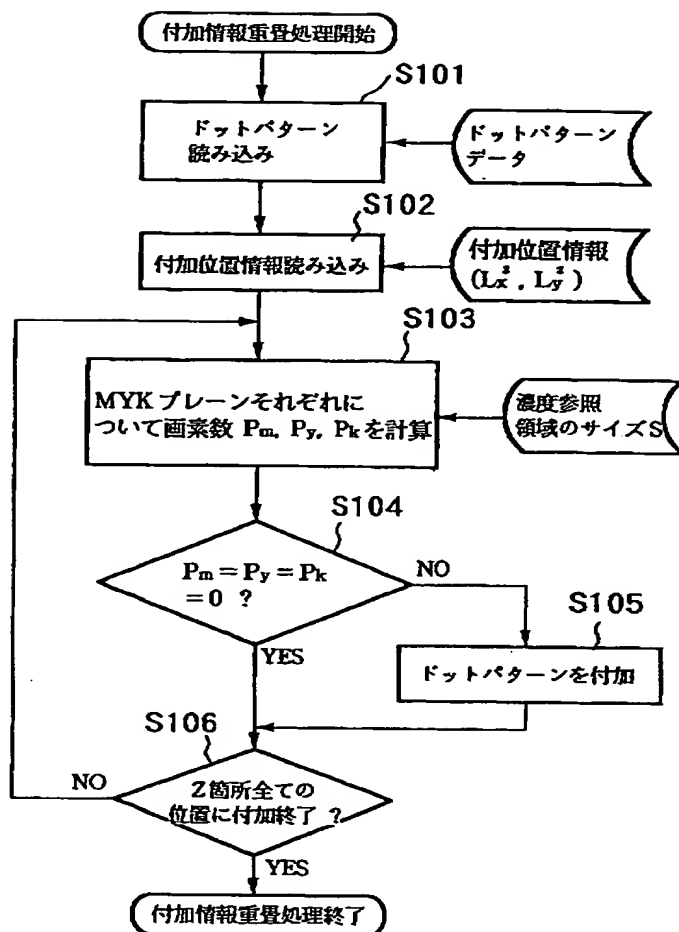 付加情報重畳処理開始
S101
ドットパターン
読み込み
ドットパターン
データ
S102
付加位置情報読み込み
付加位置情報
(Lxᶻ, Lyᶻ)
S103
MYKプレーンそれぞれに
ついて画素数 Pm, Py, Pkを計算
濃度参照
領域のサイズS
S104
Pm=Py=Pk
=0 ?
NO
S105
YES
ドットパターンを付加
S106
NO
Z箇所全ての
位置に付加終了 ?
YES
付加情報重畳処理終了